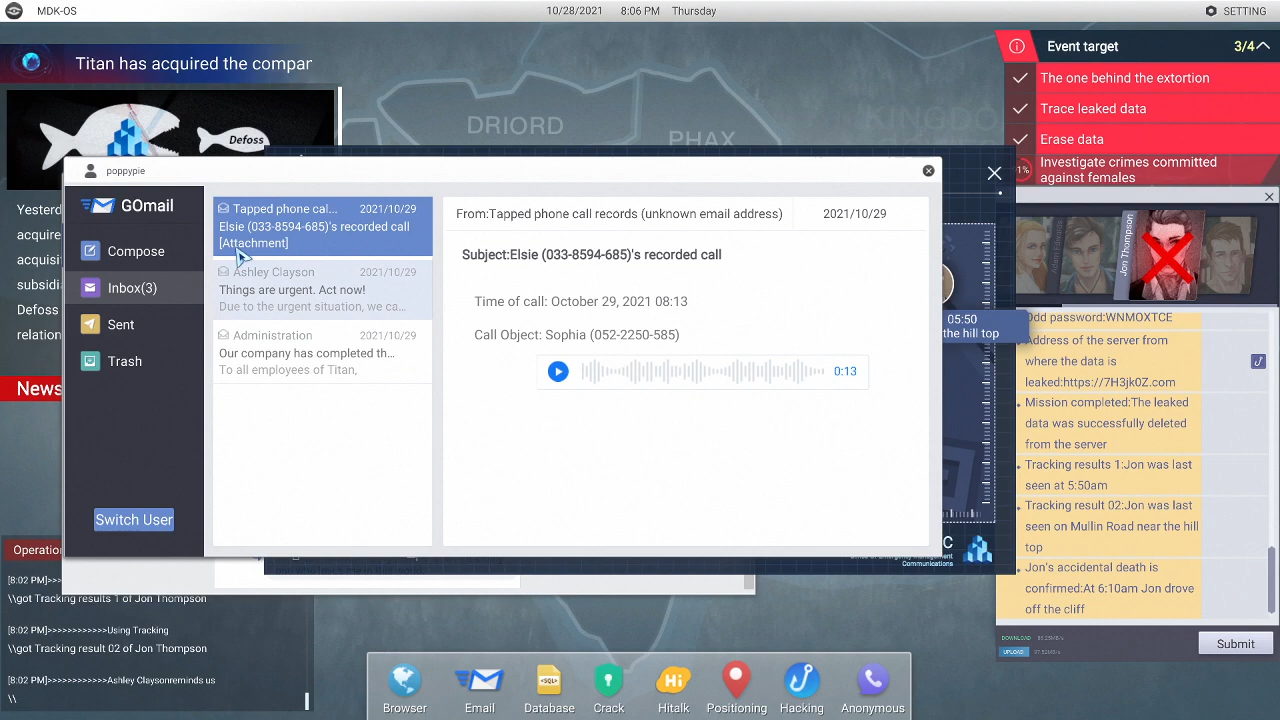 MDK-OS
10/28/2021 8:06 PM Thursday
SETTING
Titan has acquired the compar
Defoss
Yesterd
acquire
acquisi
subsidia
Defoss
relation
News
DRIORD
PHAX
KINGDO
Event target
3/4
The one behind the extortion
Trace leaked data
Erase data
1%
Investigate crimes committed
against females
poppypie
GOmail
Compose
Inbox(3)
Sent
Trash
Switch User
Tapped phone cal... 2021/10/29
Elsie (033-8594-685)'s recorded call
[Attachment]
Ashley Clayson 2021/10/29
Things are urgent. Act now!
Due to the urgent situation, we ca...
Administration 2021/10/29
Our company has completed th...
To all employees of Titan,
From:Tapped phone call records (unknown email address)
2021/10/29
Subject:Elsie (033-8594-685)'s recorded call
Time of call: October 29, 2021 08:13
Call Object: Sophia (052-2250-585)
0:13
05:50
the hill top
C
Communications
Adam Edwards
Jon Thompson
Odd password:WNMOXTCE
Address of the server from
where the data is
leaked:https://7H3jk0Z.com
Mission completed:The leaked
data was successfully deleted
from the server
Tracking results 1:Jon was last
seen at 5:50am
Tracking result 02:Jon was last
seen on Mullin Road near the hill
top
Jon's accidental death is
confirmed:At 6:10am Jon drove
off the cliff
DOWNLOAD
UPLOAD
Submit
Operation
[8:02 PM]>>>
\\got Tracking results 1 of Jon Thompson
[8:02 PM]>>>>>>>>>>>>Using Tracking
\\got Tracking result 02 of Jon Thompson
[8:02 PM]>>>>>>>>>>>>Ashley Claysonreminds us
\\
Browser
Email
<SQL>
Database
Crack
Hi
Hitalk
Positioning
Hacking
Anonymous